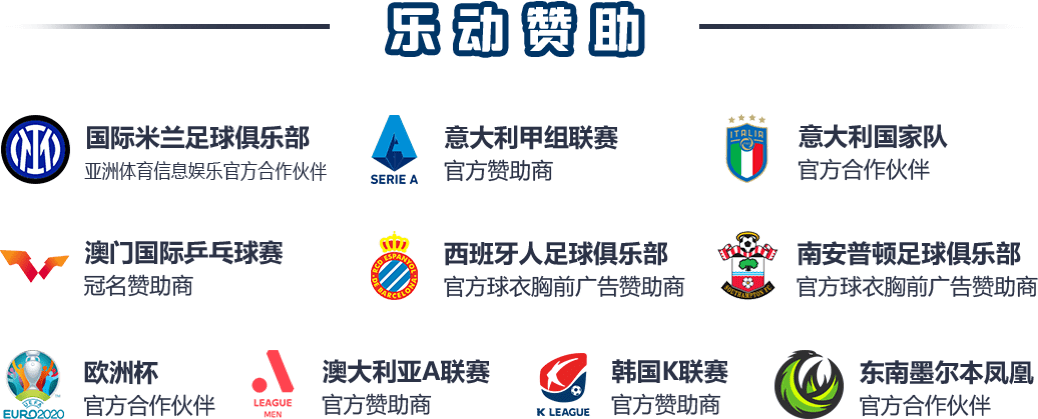 乐动赞助
国际米兰足球俱乐部
亚洲体育信息娱乐官方合作伙伴
SERIE A
意大利甲组联赛
官方赞助商
ITALIA
意大利国家队
官方合作伙伴
澳门国际乒乓球赛
冠名赞助商
RCD ESPANYOL
DE BARCELONA
西班牙人足球俱乐部
官方球衣胸前广告赞助商
SOUTHAMPTON FC
南安普顿足球俱乐部
官方球衣胸前广告赞助商
UEFA
EURO2020
欧洲杯
官方合作伙伴
LEAGUE
MEN
澳大利亚A联赛
官方赞助商
K LEAGUE
韩国K联赛
官方赞助商
东南墨尔本凤凰
官方合作伙伴